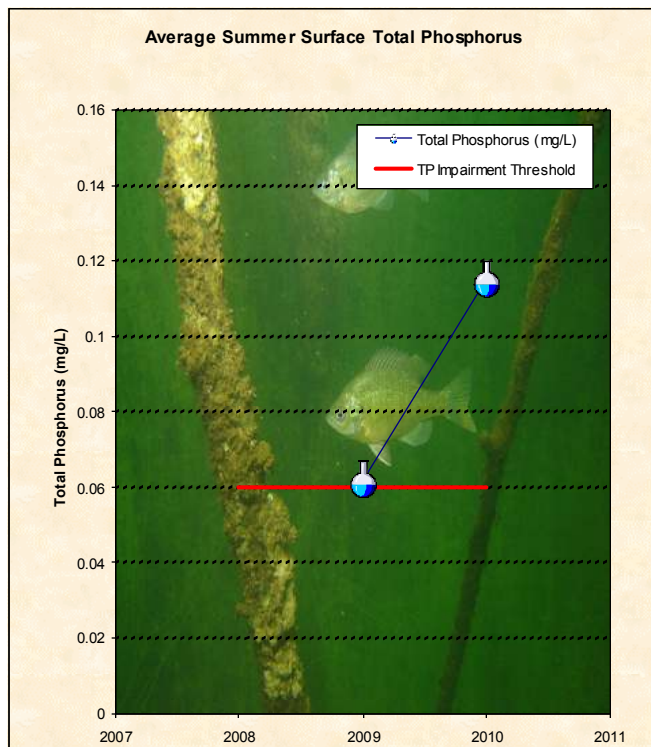 Average Summer Surface Total Phosphorus
Total Phosphorus (mg/L)
0.16
0.14
0.12
0.1
0.08
0.06
0.04
0.02
0
Total Phosphorus (mg/L)
TP Impairment Threshold
2007 2008 2009 2010 2011